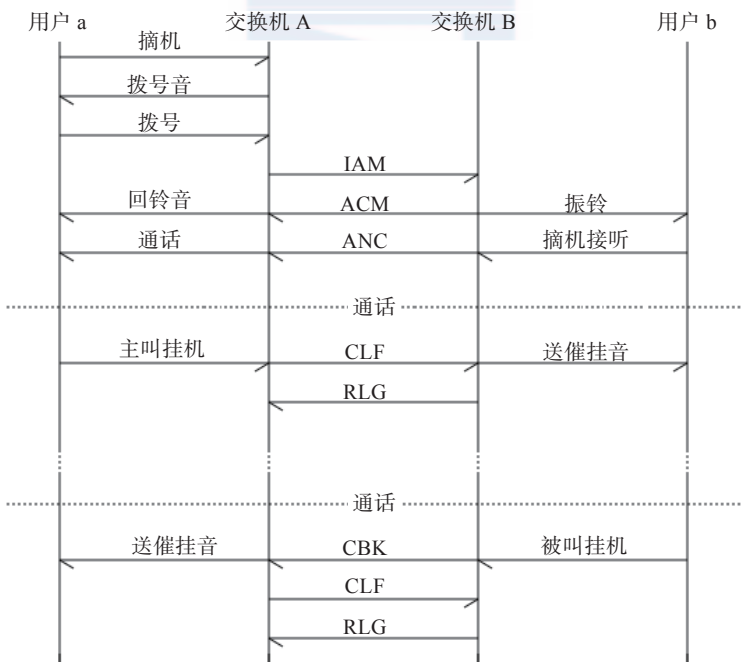 用户 a 交换机 A 交换机 B 用户 b
摘机
拨号音
拨号
IAM
回铃音 ACM 振铃
通话 ANC 摘机接听
通话
主叫挂机 CLF 送催挂音
RLG
通话
送催挂音 CBK 被叫挂机
CLF
RLG